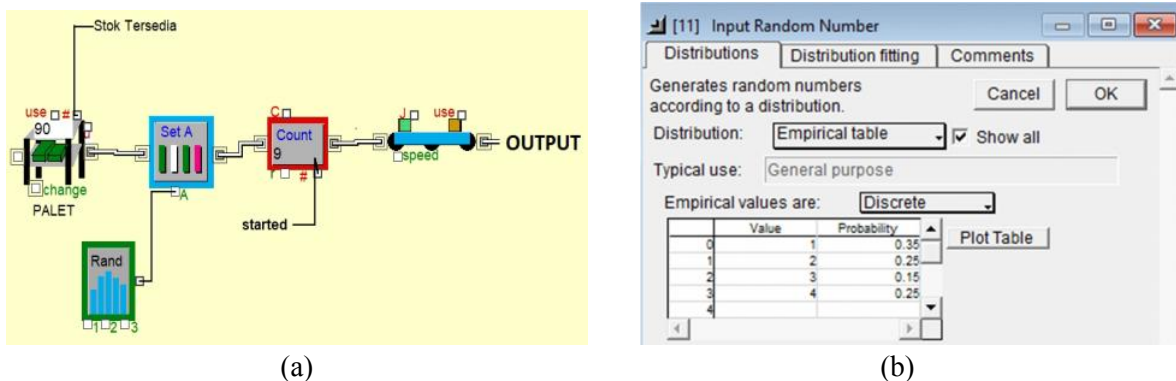 Stok Tersedia
use #
90
change
PALET
Set A
A
C
Count
9
r #
started
J use
speed
OUTPUT
Rand
1 2 3
(a)
[11] Input Random Number
Distributions Distribution fitting Comments
Generates random numbers
according to a distribution.
Cancel OK
Distribution: Empirical table Show all
Typical use: General purpose
Empirical values are: Discrete
Value Probability
0 1 0.35
1 2 0.25
2 3 0.15
3 4 0.25
4
Plot Table
(b)